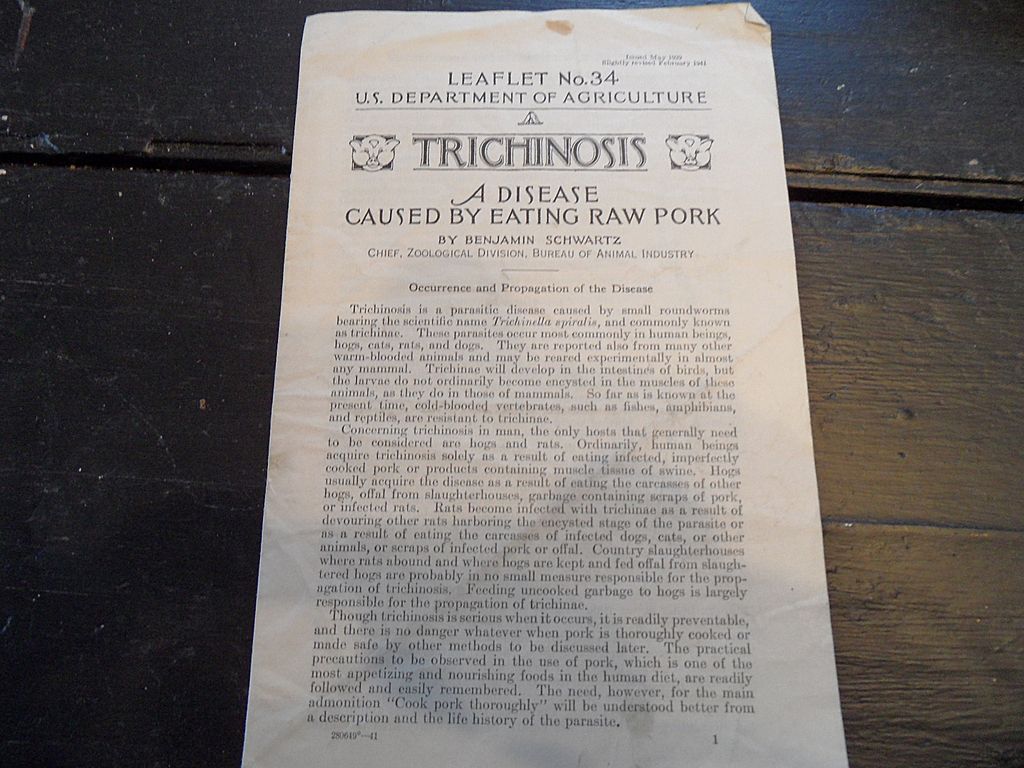 Issued May 1929
Slightly revised February 1941
LEAFLET No. 34
U.S. DEPARTMENT OF AGRICULTURE
TRICHINOSIS
A DISEASE
CAUSED BY EATING RAW PORK
BY BENJAMIN SCHWARTZ
CHIEF, ZOOLOGICAL DIVISION, BUREAU OF ANIMAL INDUSTRY
Occurrence and Propagation of the Disease
Trichinosis is a parasitic disease caused by small roundworms
bearing the scientific name Trichinella spiralis, and commonly known
as trichinae. These parasites occur most commonly in human beings,
hogs, cats, rats, and dogs. They are reported also from many other
warm-blooded animals and may be reared experimentally in almost
any mammal. Trichinae will develop in the intestines of birds, but
the larvae do not ordinarily become encysted in the muscles of these
animals, as they do in those of mammals. So far as is known at the
present time, cold-blooded vertebrates, such as fishes, amphibians,
and reptiles, are resistant to trichinae.
Concerning trichinosis in man, the only hosts that generally need
to be considered are hogs and rats. Ordinarily, human beings
acquire trichinosis solely as a result of eating infected, imperfectly
cooked pork or products containing muscle tissue of swine. Hogs
usually acquire the disease as a result of eating the carcasses of other
hogs, offal from slaughterhouses, garbage containing scraps of pork,
or infected rats. Rats become infected with trichinae as a result of
devouring other rats harboring the encysted stage of the parasite or
as a result of eating the carcasses of infected dogs, cats, or other
animals, or scraps of infected pork or offal. Country slaughterhouses
where rats abound and where hogs are kept and fed offal from slaugh-
tered hogs are probably in no small measure responsible for the prop-
agation of trichinosis. Feeding uncooked garbage to hogs is largely
responsible for the propagation of trichinae.
Though trichinosis is serious when it occurs, it is readily preventable,
and there is no danger whatever when pork is thoroughly cooked or
made safe by other methods to be discussed later. The practical
precautions to be observed in the use of pork, which is one of the
most appetizing and nourishing foods in the human diet, are readily
followed and easily remembered. The need, however, for the main
admonition "Cook pork thoroughly" will be understood better from
a description and the life history of the parasite.
280649°—41
1